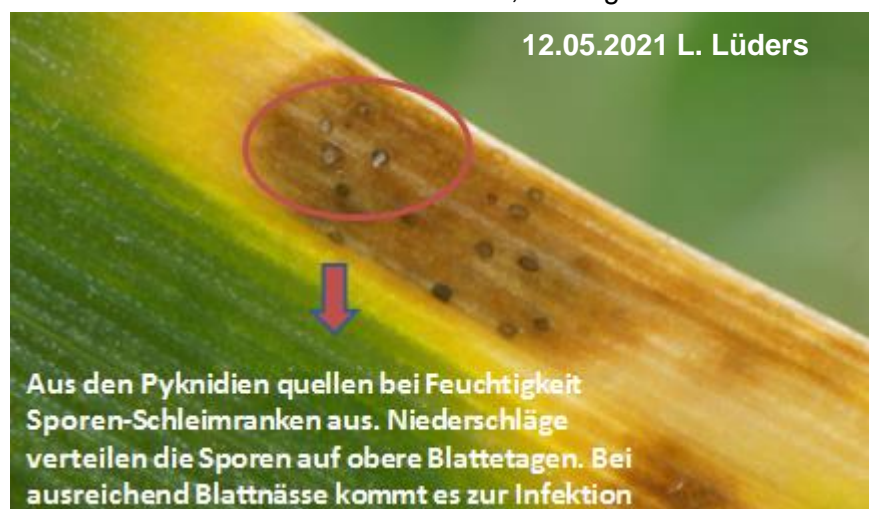 12.05.2021 L. Lüders
Aus den Pyknidien quellen bei Feuchtigkeit
Sporen-Schleimranken aus. Niederschläge
verteilen die Sporen auf obere Blattetagen. Bei
ausreichend Blattnässe kommt es zur Infektion